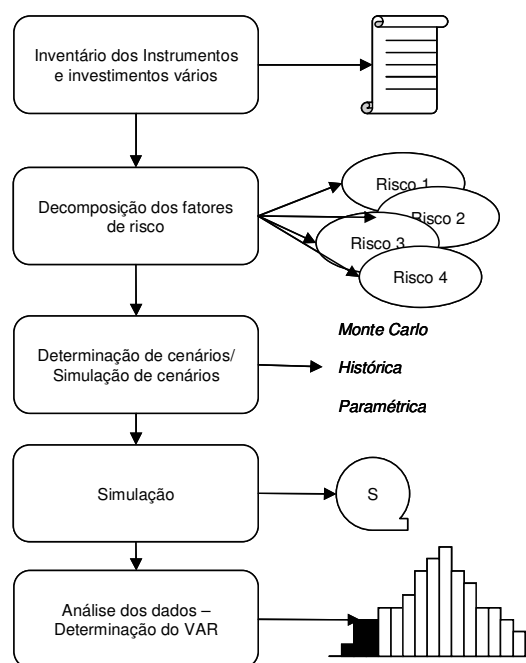 Inventário dos Instrumentos
e investimentos vários
Decomposição dos fatores
de risco
Risco 1
Risco 2
Risco 3
Risco 4
Determinação de cenários/
Simulação de cenários
Monte Carlo
Histórica
Paramétrica
Simulação
S
Análise dos dados –
Determinação do VAR